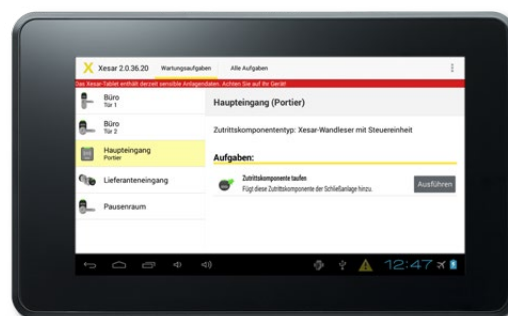 Xesar 2.0.36.20 Wartungsaufgaben Alle Aufgaben
Das Xesar-Tablet enthält derzeit sensible Anlagendaten. Achten Sie auf Ihr Gerät!
Büro
Tür 1
Büro
Tür 2
Haupteingang
Portier
Lieferanteneingang
Pausenraum
Haupteingang (Portier)
Zutrittskomponententyp: Xesar-Wandleser mit Steuereinheit
Aufgaben:
Zutrittskomponente taufen
Fügt diese Zutrittskomponente der Schließanlage hinzu.
Ausführen
12:47